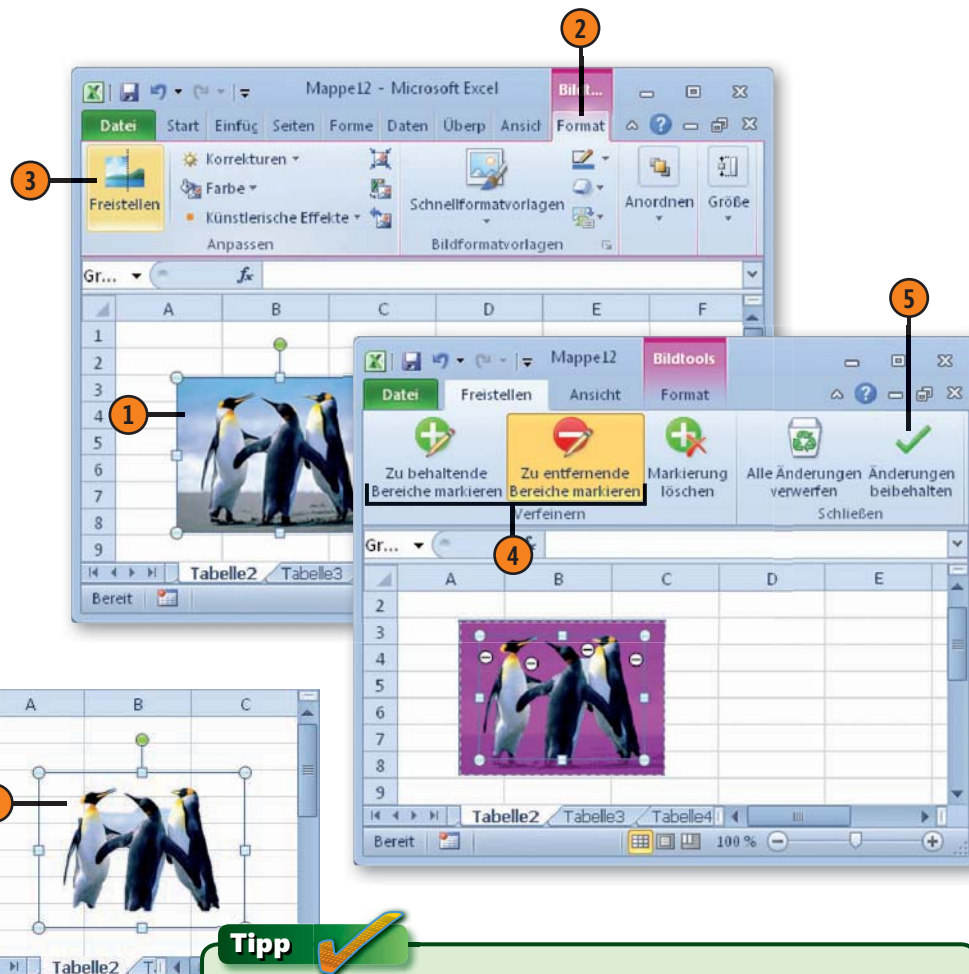 2
Mappe12 - Microsoft Excel
Bildt...
Datei Start Einfüg Seiten Forme Daten Überp Ansich Format
3
Freistellen
Korrekturen
Farbe
Künstlerische Effekte
Anpassen
Schnellformatvorlagen
Bildformatvorlagen
Anordnen
Größe
Gr... fx
A B C D E F
1
2
3
4
5
6
7
8
9
1
Tabelle2 Tabelle3
Bereit
5
Mappe12
Bildtools
Datei Freistellen Ansicht Format
Zu behaltende
Bereiche markieren
Zu entfernende
Bereiche markieren
Markierung
löschen
Verfeinern
Alle Änderungen
verwerfen
Änderungen
beibehalten
Schließen
4
Gr...
A B C D E
2
3
4
5
6
7
8
9
Tabelle2 Tabelle3 Tabelle4
Bereit 100 %
A B C
Tabelle2
Tipp